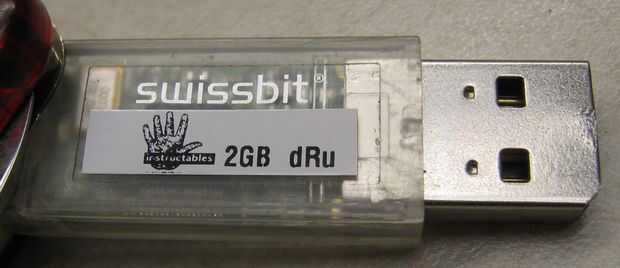 swissbit®
instructables
2GB dRu